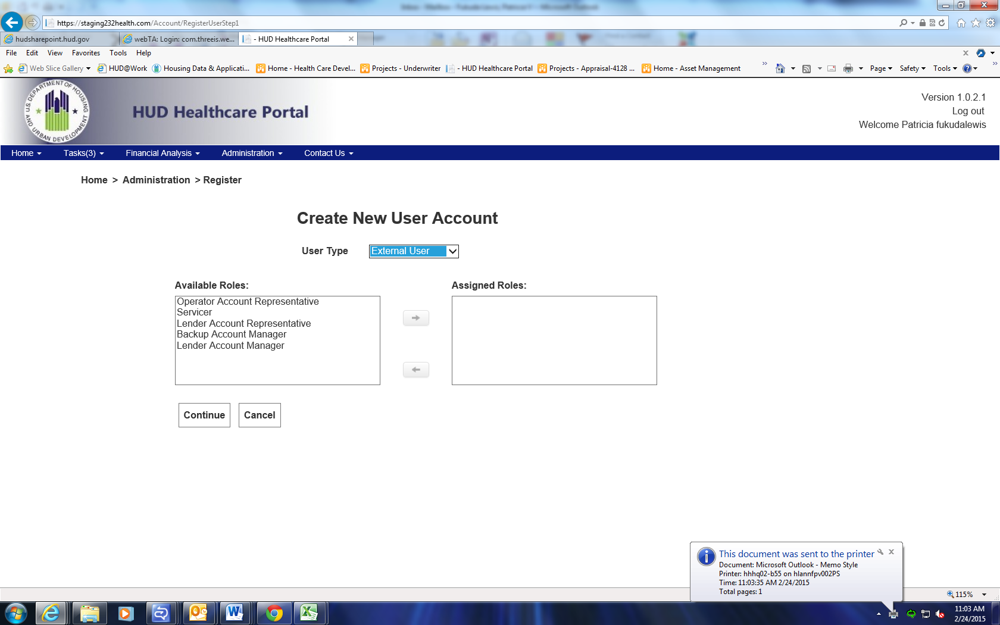 https://staging232health.com/Account/RegisterUserStep1
hudsharepoint.hud.gov
webTA: Login: com.threeis.we...
- HUD Healthcare Portal
File Edit View Favorites Tools Help
Web Slice Gallery HUD@Work Housing Data & Applicati... Home - Health Care Devel... Projects - Underwriter - HUD Healthcare Portal Projects - Appraisal-4128 ... Home - Asset Management
Page Safety Tools
U.S. DEPARTMENT OF HOUSING AND URBAN DEVELOPMENT
HUD Healthcare Portal
Version 1.0.2.1
Log out
Welcome Patricia fukudalewis
Home Tasks(3) Financial Analysis Administration Contact Us
Home > Administration > Register
Create New User Account
User Type External User
Available Roles:
Operator Account Representative
Servicer
Lender Account Representative
Backup Account Manager
Lender Account Manager
Assigned Roles:
Continue Cancel
This document was sent to the printer
Document: Microsoft Outlook - Memo Style
Printer: hhhq02-b55 on hlannfpv002PS
Time: 11:03:35 AM 2/24/2015
Total pages: 1
115%
11:03 AM
2/24/2015